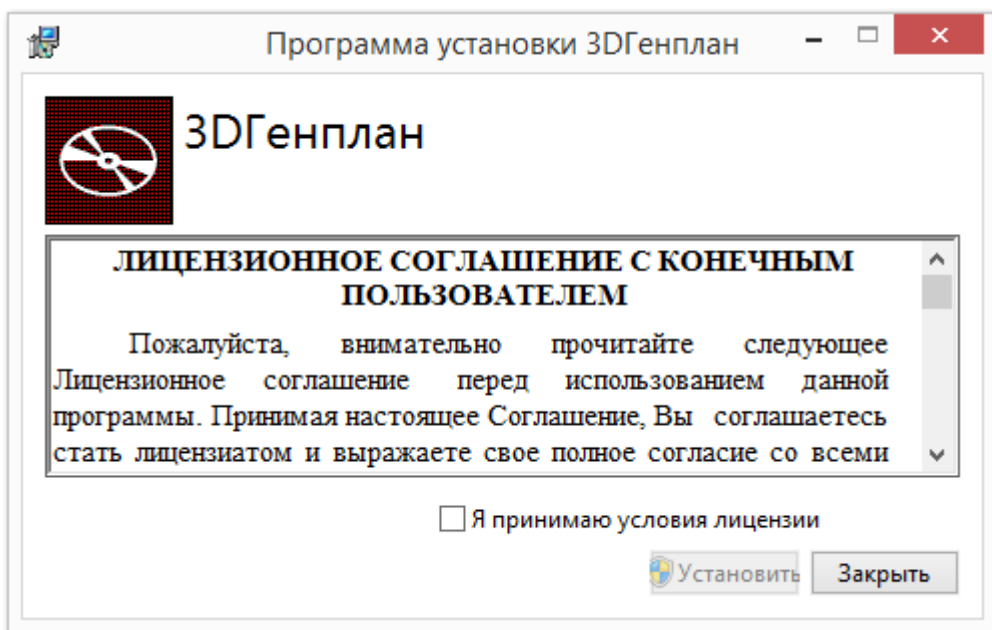 Программа установки 3DГенплан
3DГенплан
ЛИЦЕНЗИОННОЕ СОГЛАШЕНИЕ С КОНЕЧНЫМ
ПОЛЬЗОВАТЕЛЕМ
Пожалуйста, внимательно прочитайте следующее
Лицензионное соглашение перед использованием данной
программы. Принимая настоящее Соглашение, Вы соглашаетесь
стать лицензиатом и выражаете свое полное согласие со всеми
Я принимаю условия лицензии
Установить Закрыть